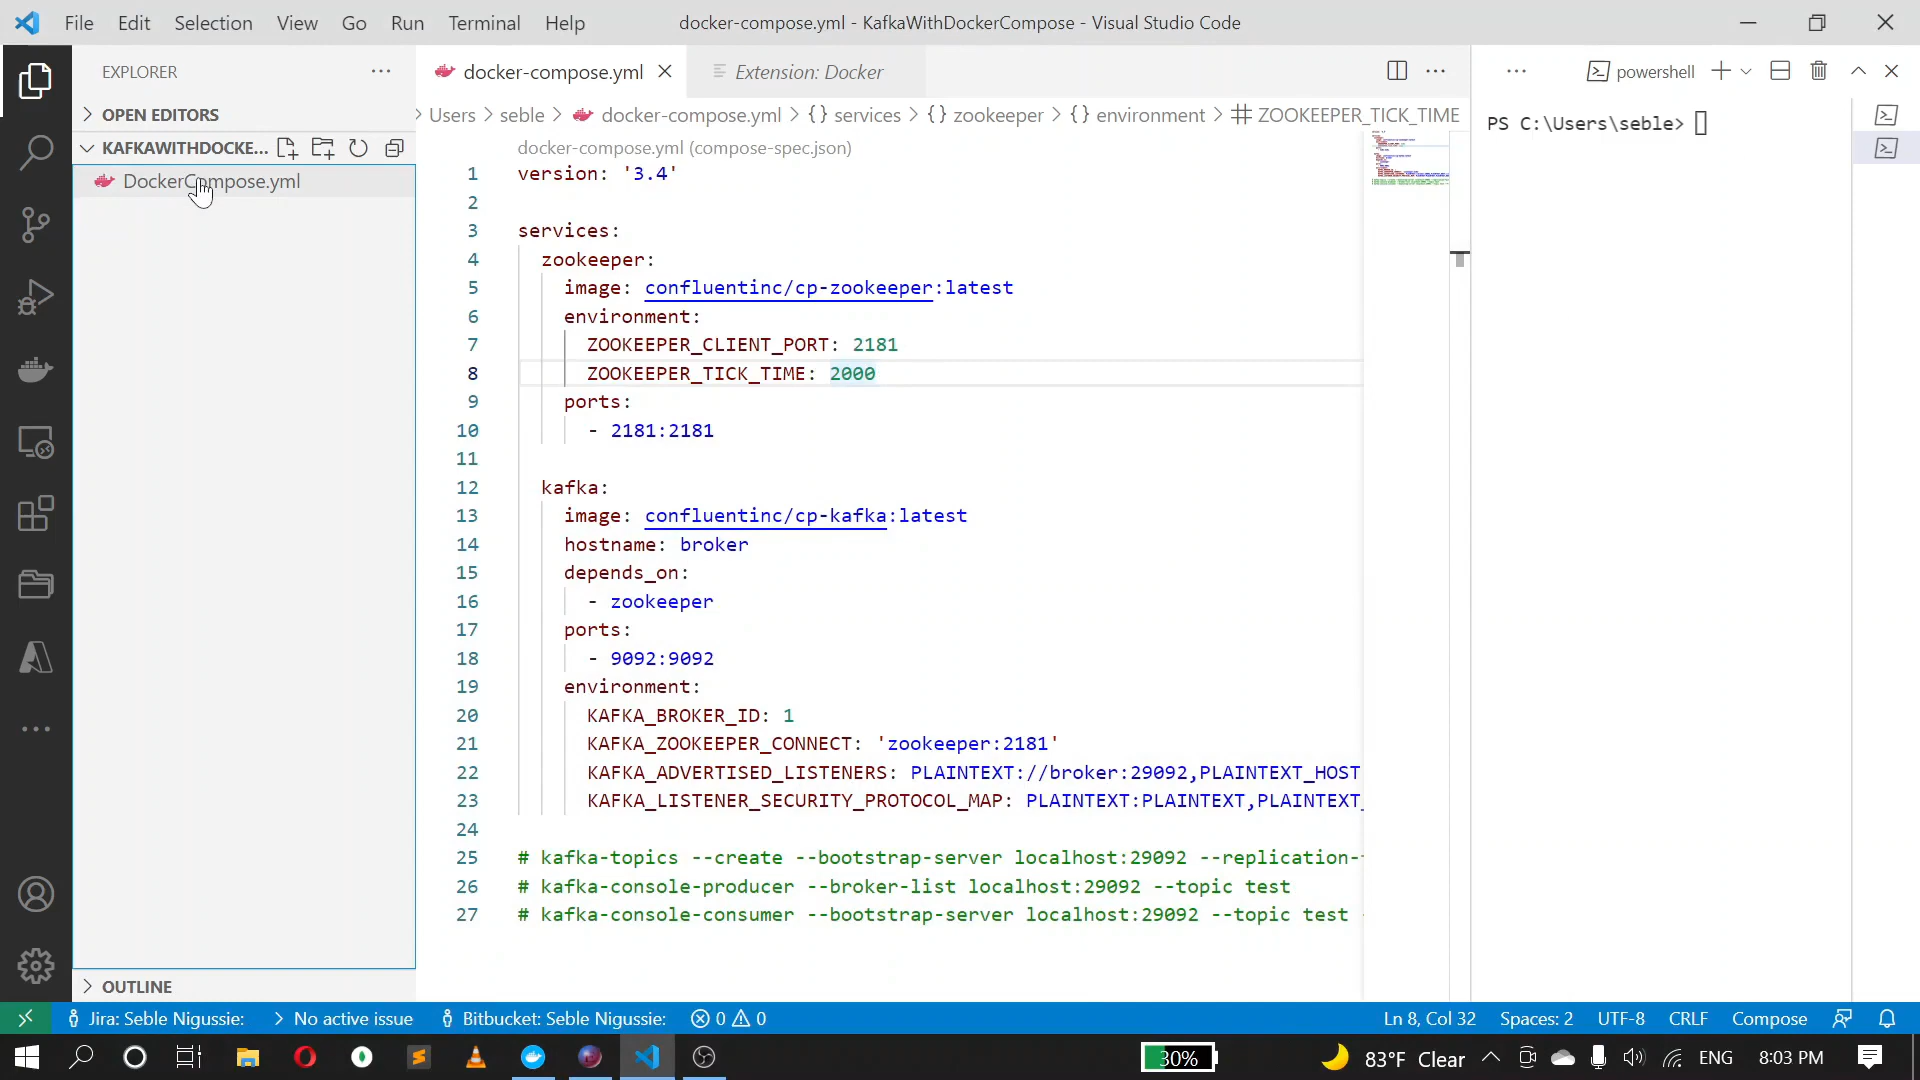 File Edit Selection View Go Run Terminal Help
docker-compose.yml - KafkaWithDockerCompose - Visual Studio Code
EXPLORER
OPEN EDITORS
KAFKAWITHDOCKE...
DockerCompose.yml
OUTLINE
docker-compose.yml
Extension: Docker
Users > seble > docker-compose.yml > {} services > {} zookeeper > {} environment > # ZOOKEEPER_TICK_TIME
docker-compose.yml (compose-spec.json)
1 version: '3.4'
2
3 services:
4 zookeeper:
5 image: confluentinc/cp-zookeeper:latest
6 environment:
7 ZOOKEEPER_CLIENT_PORT: 2181
8 ZOOKEEPER_TICK_TIME: 2000
9 ports:
10 - 2181:2181
11
12 kafka:
13 image: confluentinc/cp-kafka:latest
14 hostname: broker
15 depends_on:
16 - zookeeper
17 ports:
18 - 9092:9092
19 environment:
20 KAFKA_BROKER_ID: 1
21 KAFKA_ZOOKEEPER_CONNECT: 'zookeeper:2181'
22 KAFKA_ADVERTISED_LISTENERS: PLAINTEXT://broker:29092,PLAINTEXT_HOST
23 KAFKA_LISTENER_SECURITY_PROTOCOL_MAP: PLAINTEXT:PLAINTEXT,PLAINTEXT_
24
25 # kafka-topics --create --bootstrap-server localhost:29092 --replication-
26 # kafka-console-producer --broker-list localhost:29092 --topic test
27 # kafka-console-consumer --bootstrap-server localhost:29092 --topic test
powershell
PS C:\Users\seble>
Jira: Seble Nigussie: > No active issue Bitbucket: Seble Nigussie: 0 0
Ln 8, Col 32 Spaces: 2 UTF-8 CRLF Compose
30% 83°F Clear ENG 8:03 PM